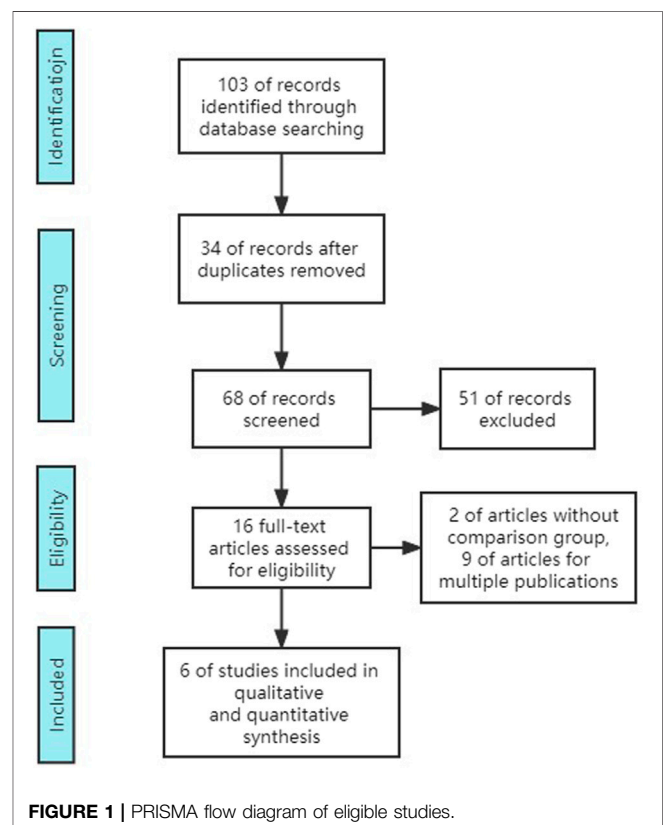 Identificatiojn
103 of records
identified through
database searching
34 of records after
duplicates removed
Screening
68 of records
screened
51 of records
excluded
Eligibility
16 full-text
articles assessed
for eligibility
2 of articles without
comparison group,
9 of articles for
multiple publications
Included
6 of studies included in
qualitative
and quantitative
synthesis
FIGURE 1 | PRISMA flow diagram of eligible studies.